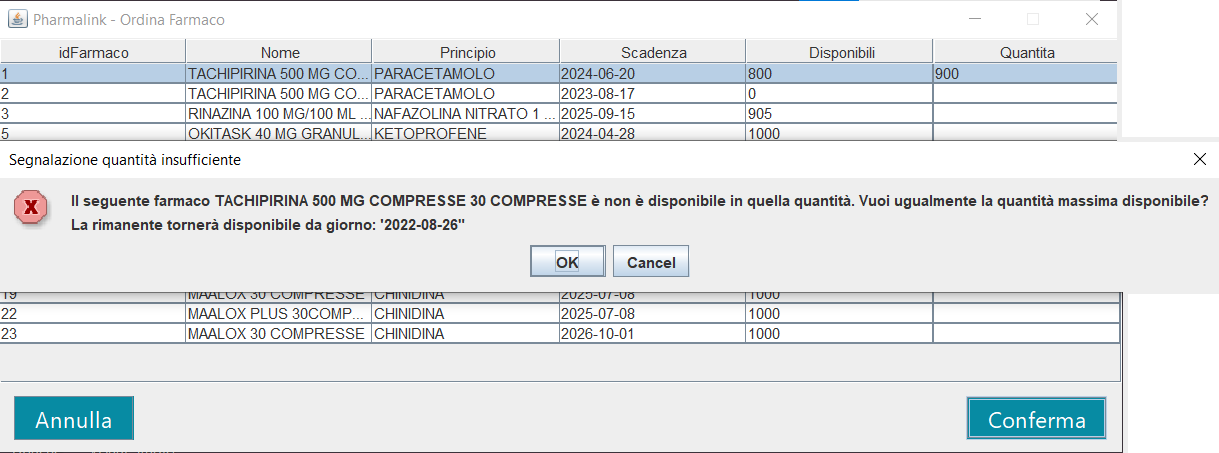 Pharmalink - Ordina Farmaco
idFarmaco Nome Principio Scadenza Disponibili Quantita
1 TACHIPIRINA 500 MG CO... PARACETAMOLO 2024-06-20 800 900
2 TACHIPIRINA 500 MG CO... PARACETAMOLO 2023-08-17 0
3 RINAZINA 100 MG/100 ML ... NAFAZOLINA NITRATO 1 ... 2025-09-15 905
5 OKITASK 40 MG GRANUL... KETOPROFENE 2024-04-28 1000
Segnalazione quantità insufficiente
Il seguente farmaco TACHIPIRINA 500 MG COMPRESSE 30 COMPRESSE è non è disponibile in quella quantità. Vuoi ugualmente la quantità massima disponibile?
La rimanente tornerà disponibile da giorno: '2022-08-26''
OK Cancel
19 MAALOX 30 COMPRESSE CHINIDINA 2025-07-08 1000
22 MAALOX PLUS 30COMP... CHINIDINA 2025-07-08 1000
23 MAALOX 30 COMPRESSE CHINIDINA 2026-10-01 1000
Annulla Conferma